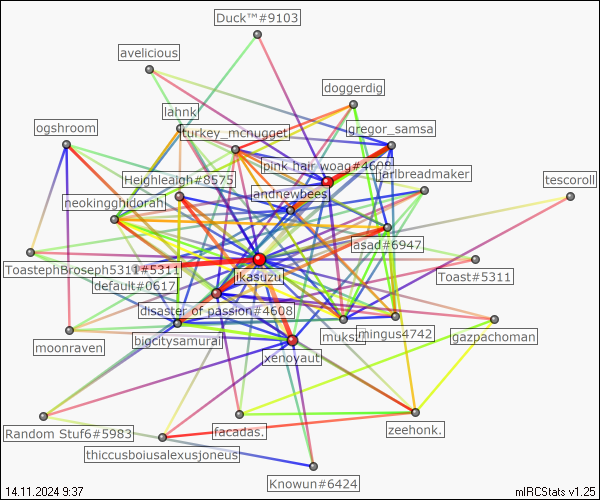 Duck™#9103
avelicious
doggerdig
lahnk
ogshroom
turkey_mcnugget
gregor_samsa
pink hair woag#4608
jarlbreadmaker
Heighleaigh#8575
tescoroll
andnewbees
neokingghidorah
asad#6947
ToastephBroseph5311#5311
ikasuzu
Toast#5311
default#0617
disaster of passion#4608
muksu
mingus4742
gazpachoman
moonraven
bigcitysamurai
xenoyaut
Random Stuf6#5983
facadas.
zeehonk.
thiccusboiusalexusjoneus
Knowun#6424
14.11.2024 9:37
mIRCStats v1.25